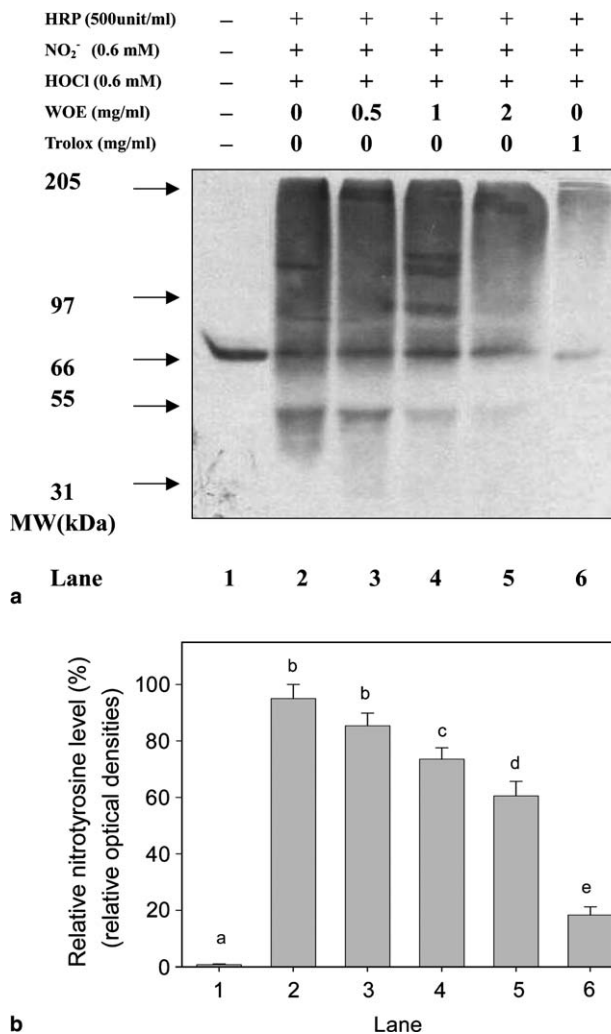 HRP (500unit/ml) – + + + + +
NO₂⁻ (0.6 mM) – + + + + +
HOCl (0.6 mM) – + + + + +
WOE (mg/ml) – 0 0.5 1 2 0
Trolox (mg/ml) – 0 0 0 0 1
205
97
66
55
31
MW(kDa)
Lane 1 2 3 4 5 6
a
Relative nitrotyrosine level (%)
(relative optical densities)
100
80
60
40
20
0
a b b c d e
1 2 3 4 5 6
Lane
b